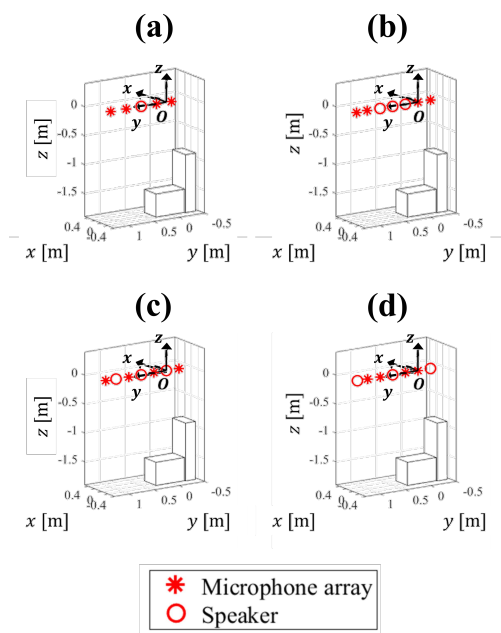 (a)
(b)
z
z
x
x
0
y
O
0
y
O
z [m]
-0.5
z [m]
-0.5
-1
-1
-1.5
-1.5
0.4
0
-0.4
1
0.5
0
-0.5
0.4
0
-0.4
1
0.5
0
-0.5
x [m]
y [m]
x [m]
y [m]
(c)
(d)
z
z
x
x
0
y
O
0
y
O
z [m]
-0.5
z [m]
-0.5
-1
-1
-1.5
-1.5
0.4
0
-0.4
1
0.5
0
-0.5
0.4
0
-0.4
1
0.5
0
-0.5
x [m]
y [m]
x [m]
y [m]
Microphone array
Speaker